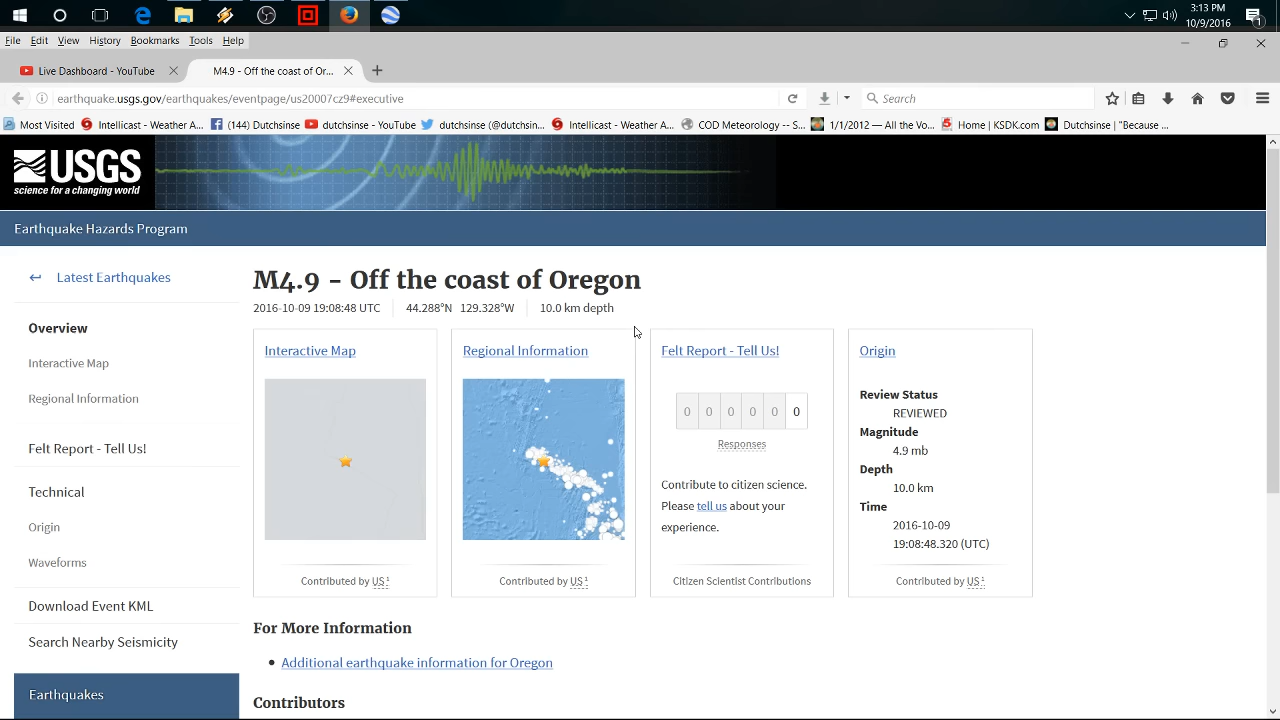 3:13 PM
10/9/2016
1
File Edit View History Bookmarks Tools Help
Live Dashboard - YouTube
M4.9 - Off the coast of Or...
earthquake.usgs.gov/earthquakes/eventpage/us20007cz9#executive
Search
Most Visited
Intellicast - Weather A...
(144) Dutchsinse
dutchsinse - YouTube
dutchsinse (@dutchsin...
Intellicast - Weather A...
COD Meteorology -- S...
1/1/2012 — All the Vo...
Home | KSDK.com
Dutchsinse | "Because ...
USGS
science for a changing world
Earthquake Hazards Program
Latest Earthquakes
Overview
Interactive Map
Regional Information
Felt Report - Tell Us!
Technical
Origin
Waveforms
Download Event KML
Search Nearby Seismicity
Earthquakes
M4.9 - Off the coast of Oregon
2016-10-09 19:08:48 UTC
44.288°N 129.328°W
10.0 km depth
Interactive Map
Contributed by US 1
Regional Information
Contributed by US 1
Felt Report - Tell Us!
0 0 0 0 0 0
Responses
Contribute to citizen science.
Please tell us about your
experience.
Citizen Scientist Contributions
Origin
Review Status
REVIEWED
Magnitude
4.9 mb
Depth
10.0 km
Time
2016-10-09
19:08:48.320 (UTC)
Contributed by US 1
For More Information
Additional earthquake information for Oregon
Contributors